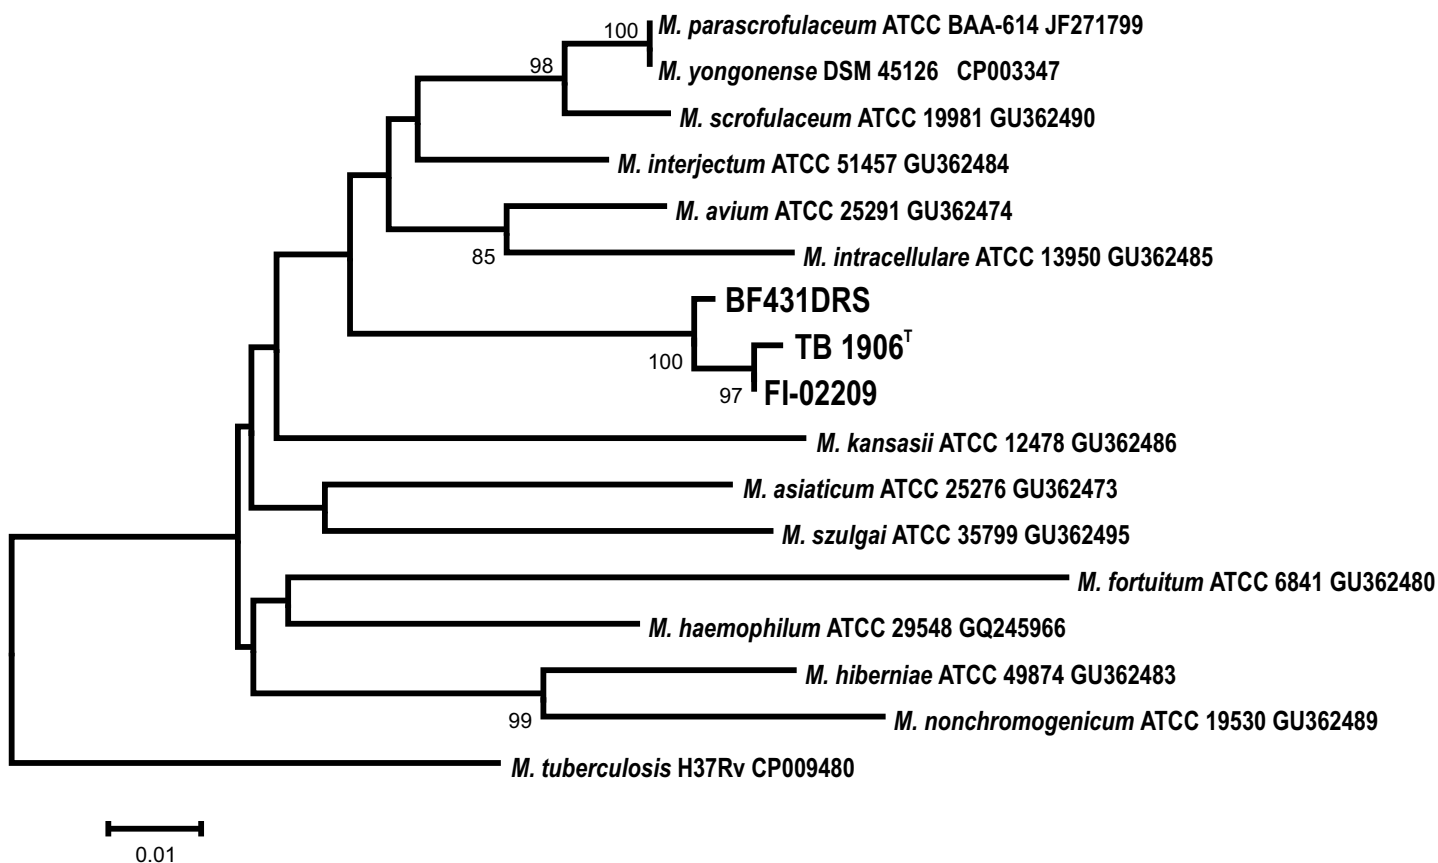 100
M. parascrofulaceum ATCC BAA-614 JF271799
98
M. yongonense DSM 45126 CP003347
M. scrofulaceum ATCC 19981 GU362490
M. interjectum ATCC 51457 GU362484
M. avium ATCC 25291 GU362474
85
M. intracellulare ATCC 13950 GU362485
BF431DRS
100
TB 1906ᵀ
97
FI-02209
M. kansasii ATCC 12478 GU362486
M. asiaticum ATCC 25276 GU362473
M. szulgai ATCC 35799 GU362495
M. fortuitum ATCC 6841 GU362480
M. haemophilum ATCC 29548 GQ245966
M. hiberniae ATCC 49874 GU362483
99
M. nonchromogenicum ATCC 19530 GU362489
M. tuberculosis H37Rv CP009480
0.01